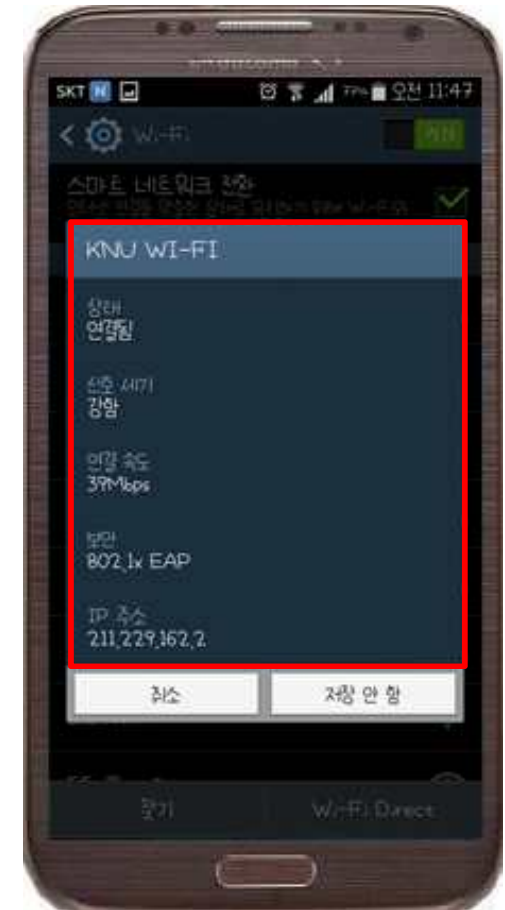 SKT N 77% 오전 11:47
Wi-Fi
스마트 네트워크 전환
KNU WI-FI
상태
연결됨
신호 세기
강함
연결 속도
39Mbps
보안
802.1x EAP
IP 주소
211.229.162.2
취소 저장 안 함
찾기 Wi-Fi Direct